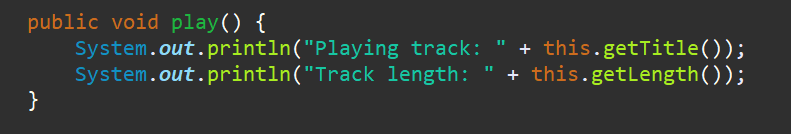 public void play() {
    System.out.println("Playing track: " + this.getTitle());
    System.out.println("Track length: " + this.getLength());
}